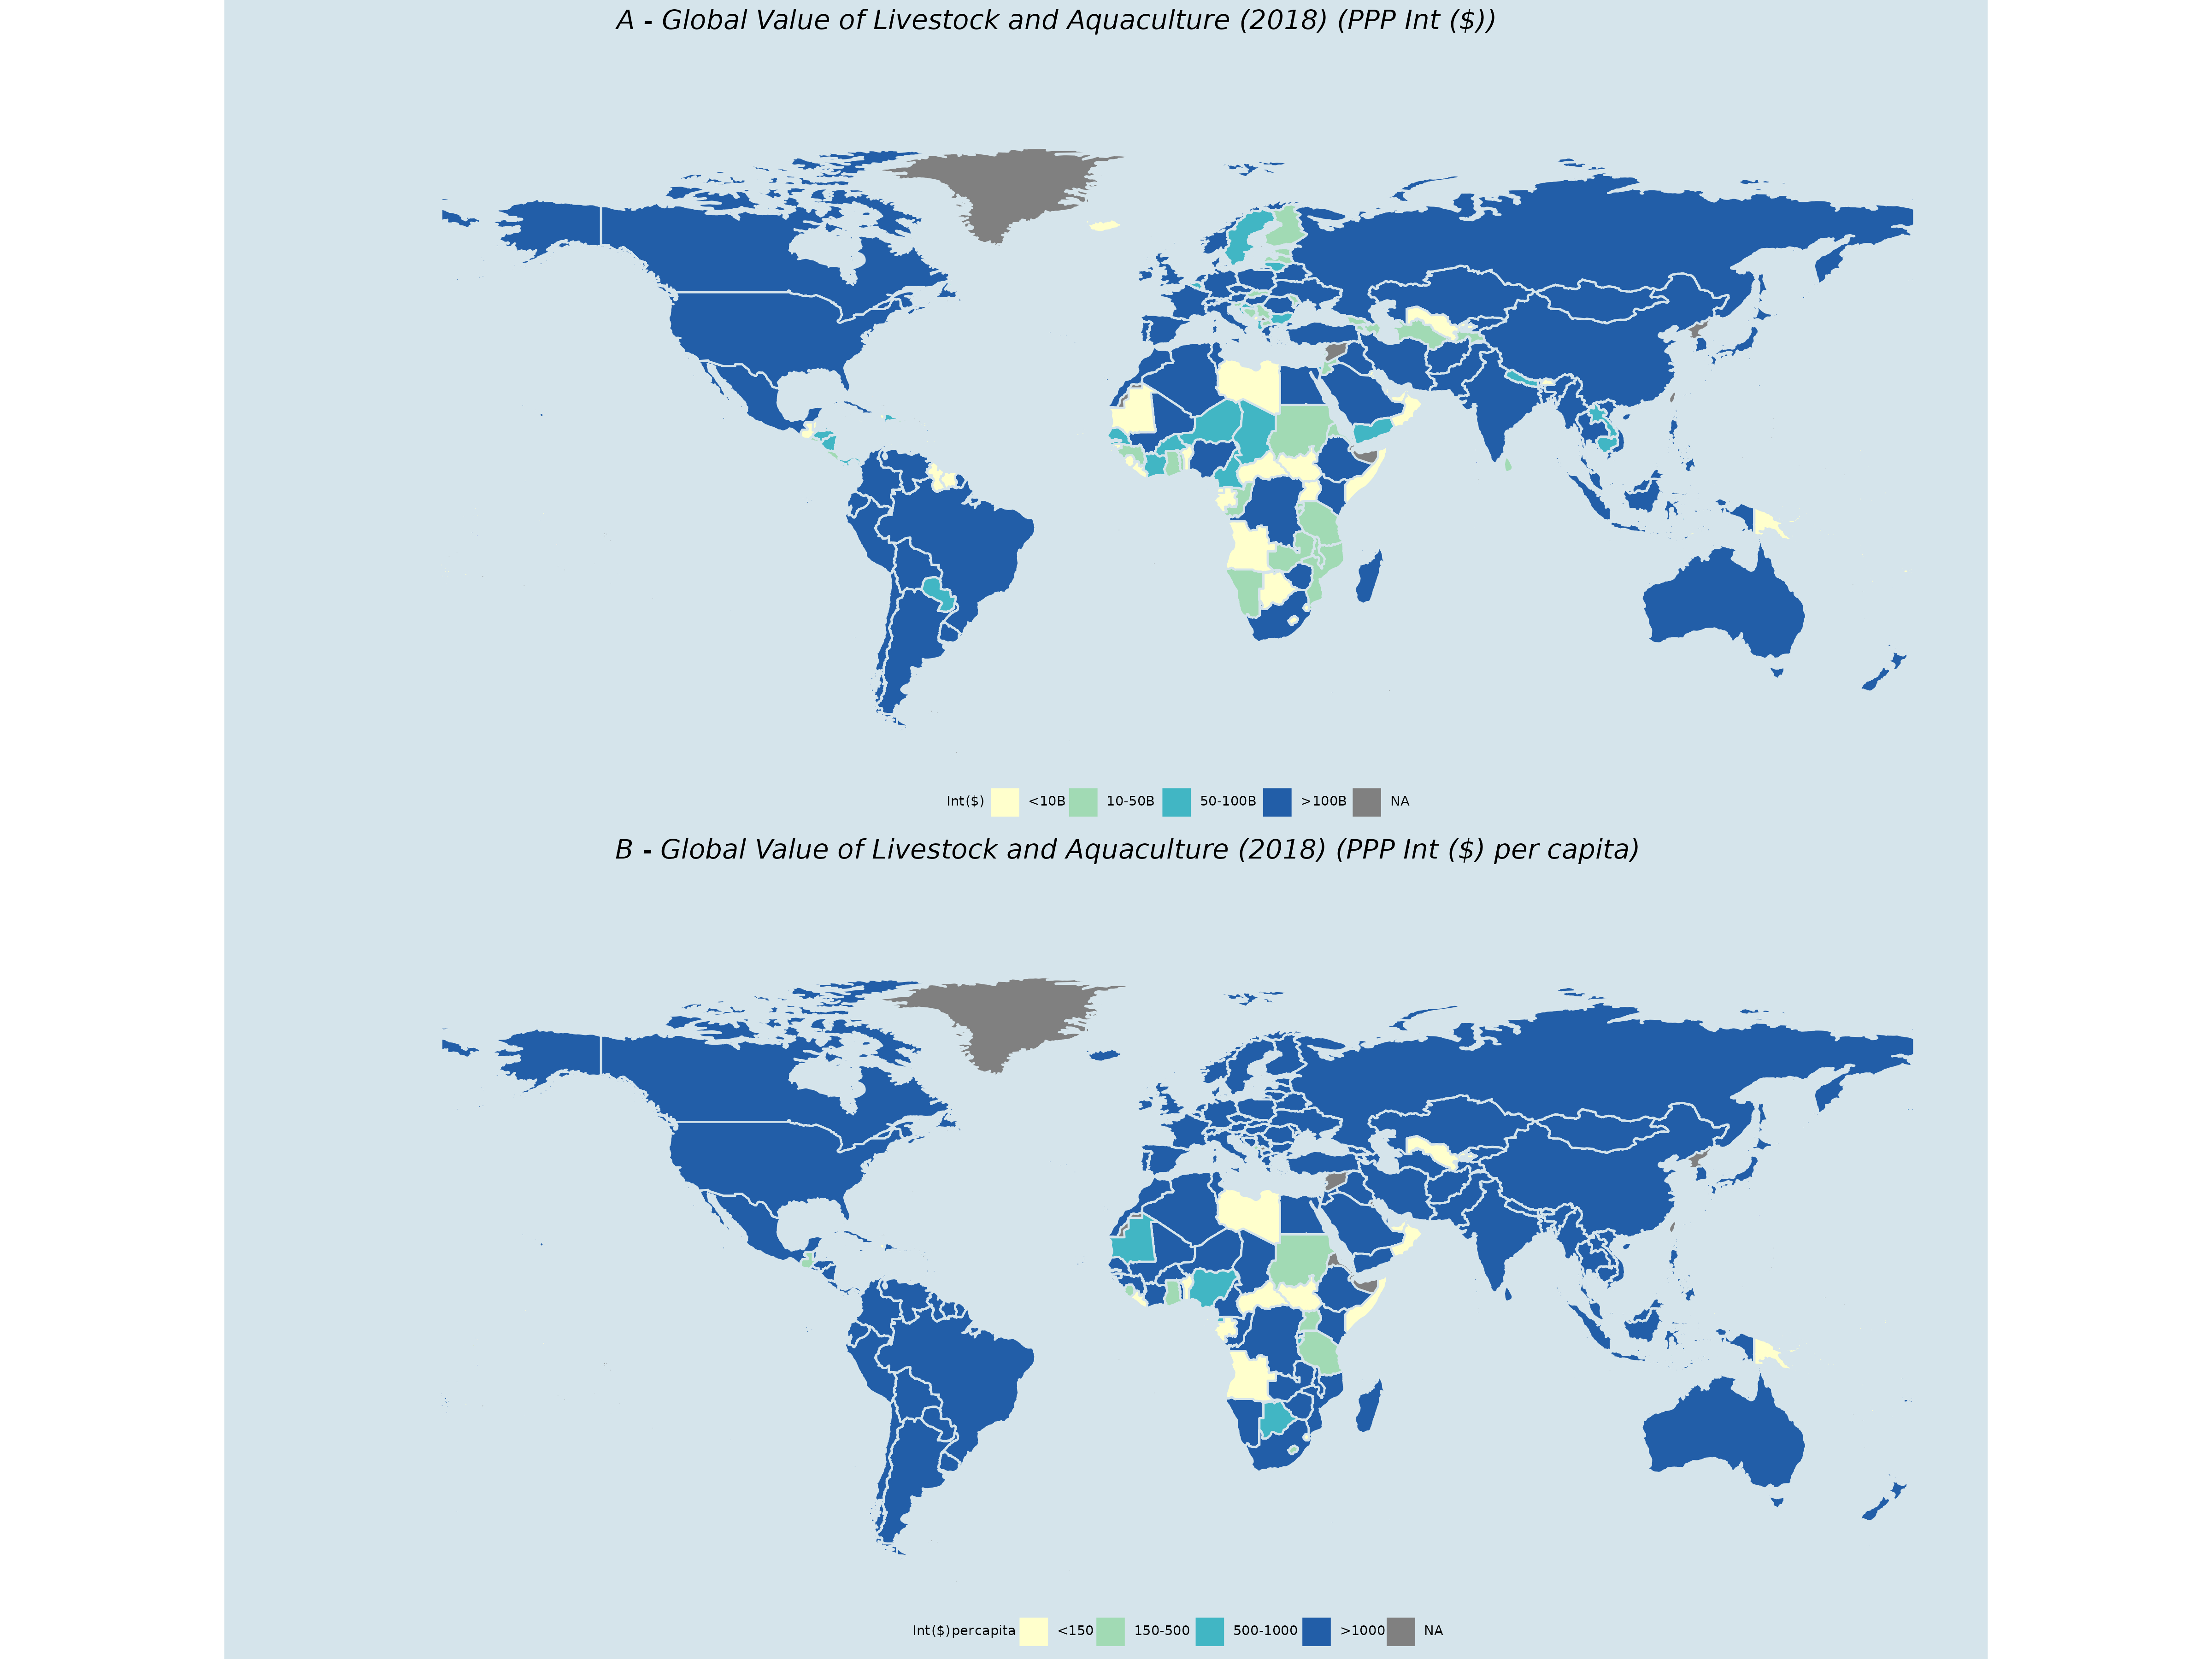 A - Global Value of Livestock and Aquaculture (2018) (PPP Int ($))
Int($) <10B 10-50B 50-100B >100B NA
B - Global Value of Livestock and Aquaculture (2018) (PPP Int ($) per capita)
Int($)percapita <150 150-500 500-1000 >1000 NA